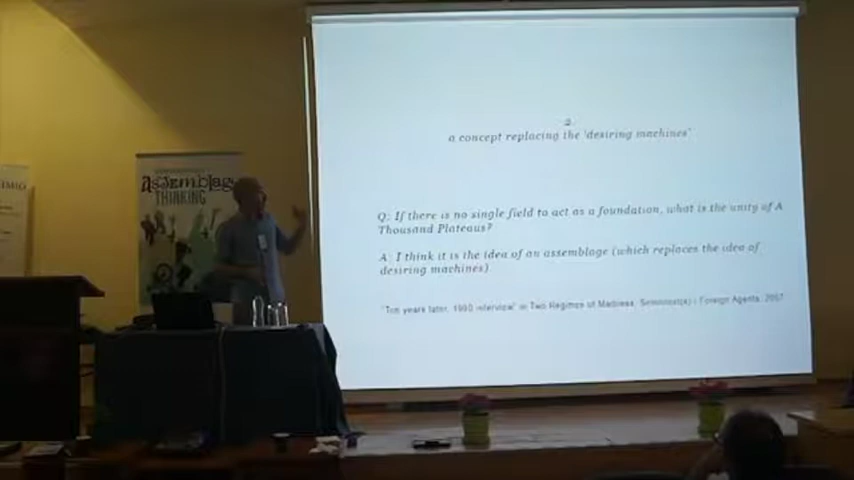 assemblage
THINKING
2
a concept replacing the 'desiring machines'
Q: If there is no single field to act as a foundation, what is the unity of A
Thousand Plateaus?
A: I think it is the idea of an assemblage (which replaces the idea of
desiring machines)
"Ten years later, 1990 interview" in Two Regimes of Madness, Semiotext(e) / Foreign Agents, 2007